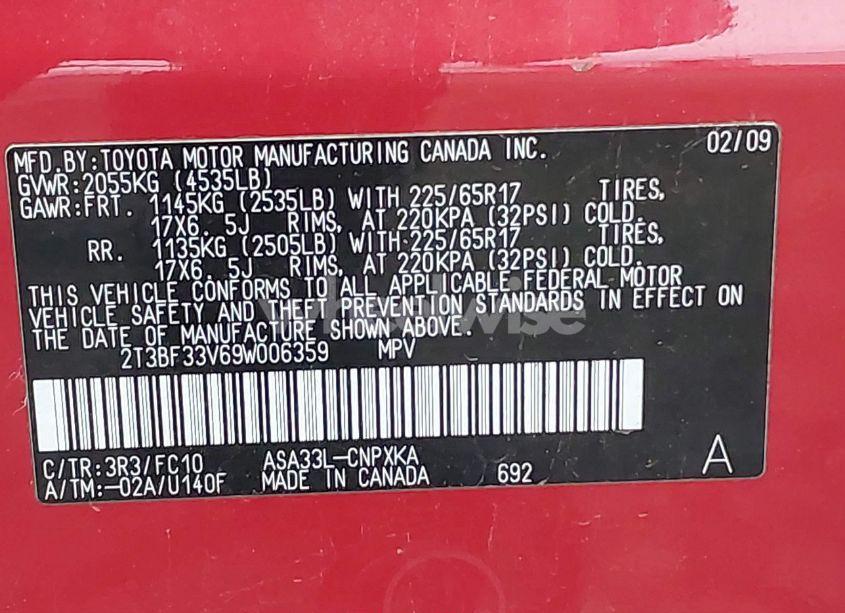 MFD.BY:TOYOTA MOTOR MANUFACTURING CANADA INC. 02/09
GVWR:2055KG (4535LB)
GAWR:FRT. 1145KG (2535LB) WITH 225/65R17 TIRES,
17X6. 5J RIMS, AT 220KPA (32PSI) COLD.
RR. 1135KG (2505LB) WITH 225/65R17 TIRES,
17X6. 5J RIMS, AT 220KPA (32PSI) COLD.
THIS VEHICLE CONFORMS TO ALL APPLICABLE FEDERAL MOTOR
VEHICLE SAFETY AND THEFT PREVENTION STANDARDS IN EFFECT ON
THE DATE OF MANUFACTURE SHOWN ABOVE.
2T3BF33V69W006359 MPV
C/TR:3R3/FC10 ASA33L-CNPXKA
A/TM:-02A/U140F MADE IN CANADA 692 A
wheelwise